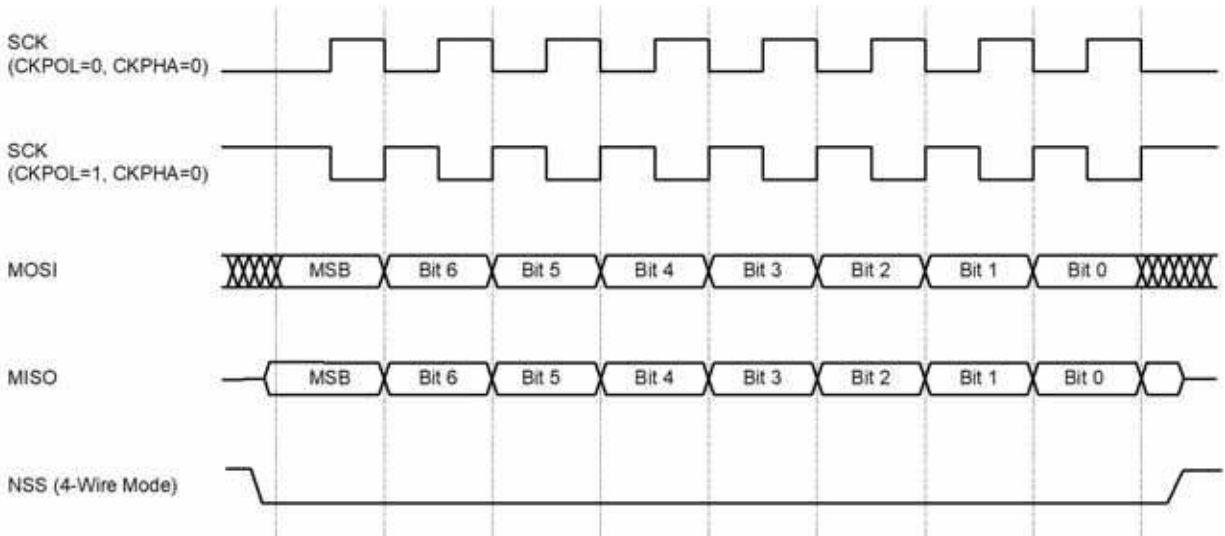 SCK
(CKPOL=0, CKPHA=0)
SCK
(CKPOL=1, CKPHA=0)
MOSI
MSB Bit 6 Bit 5 Bit 4 Bit 3 Bit 2 Bit 1 Bit 0
MISO
MSB Bit 6 Bit 5 Bit 4 Bit 3 Bit 2 Bit 1 Bit 0
NSS (4-Wire Mode)